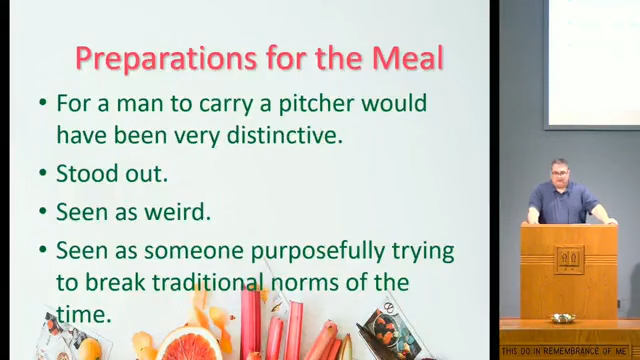 Preparations for the Meal
• For a man to carry a pitcher would
have been very distinctive.
• Stood out.
• Seen as weird.
• Seen as someone purposefully trying
to break traditional norms of the
time.
THIS DO IN REMEMBRANCE OF ME